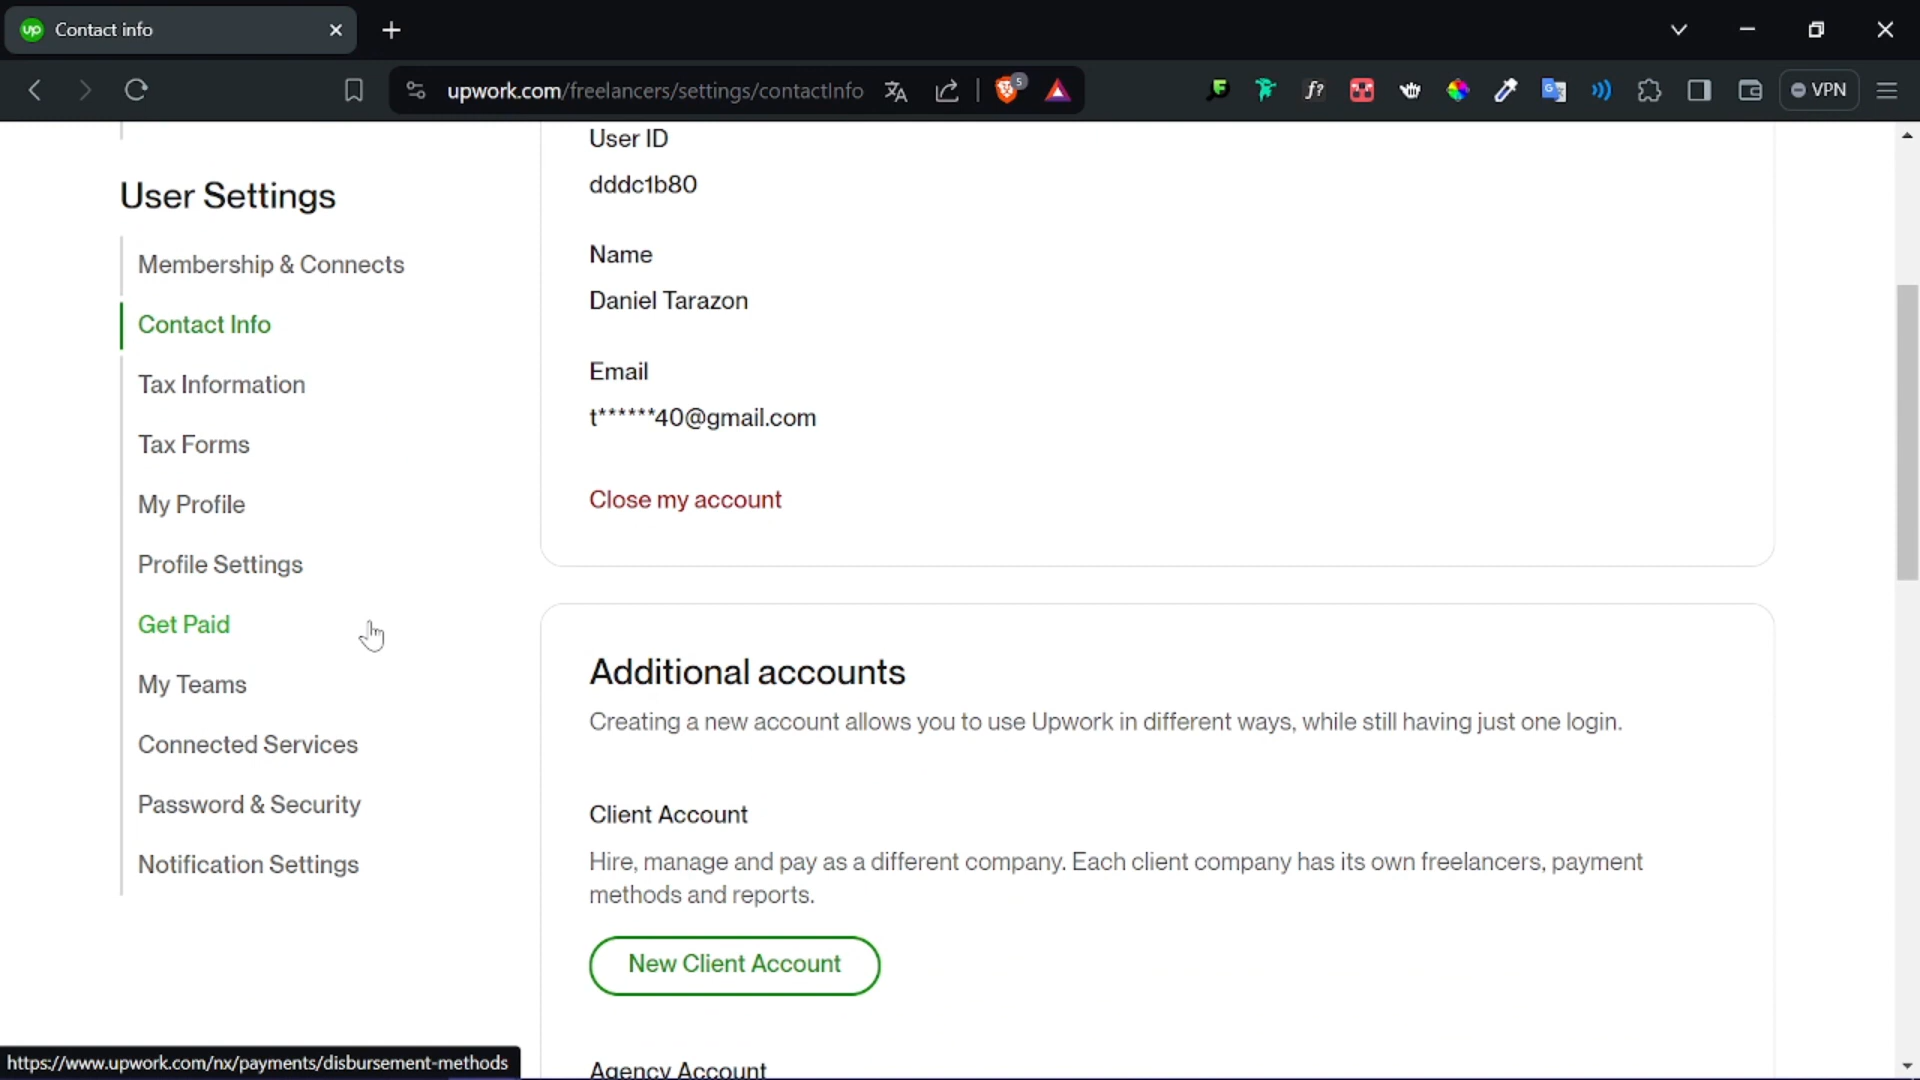 up Contact info
upwork.com/freelancers/settings/contactInfo
5
f?
VPN
User Settings
Membership & Connects
Contact Info
Tax Information
Tax Forms
My Profile
Profile Settings
Get Paid
My Teams
Connected Services
Password & Security
Notification Settings
User ID
dddc1b80
Name
Daniel Tarazon
Email
t******40@gmail.com
Close my account
Additional accounts
Creating a new account allows you to use Upwork in different ways, while still having just one login.
Client Account
Hire, manage and pay as a different company. Each client company has its own freelancers, payment
methods and reports.
New Client Account
Agency Account
https://www.upwork.com/nx/payments/disbursement-methods